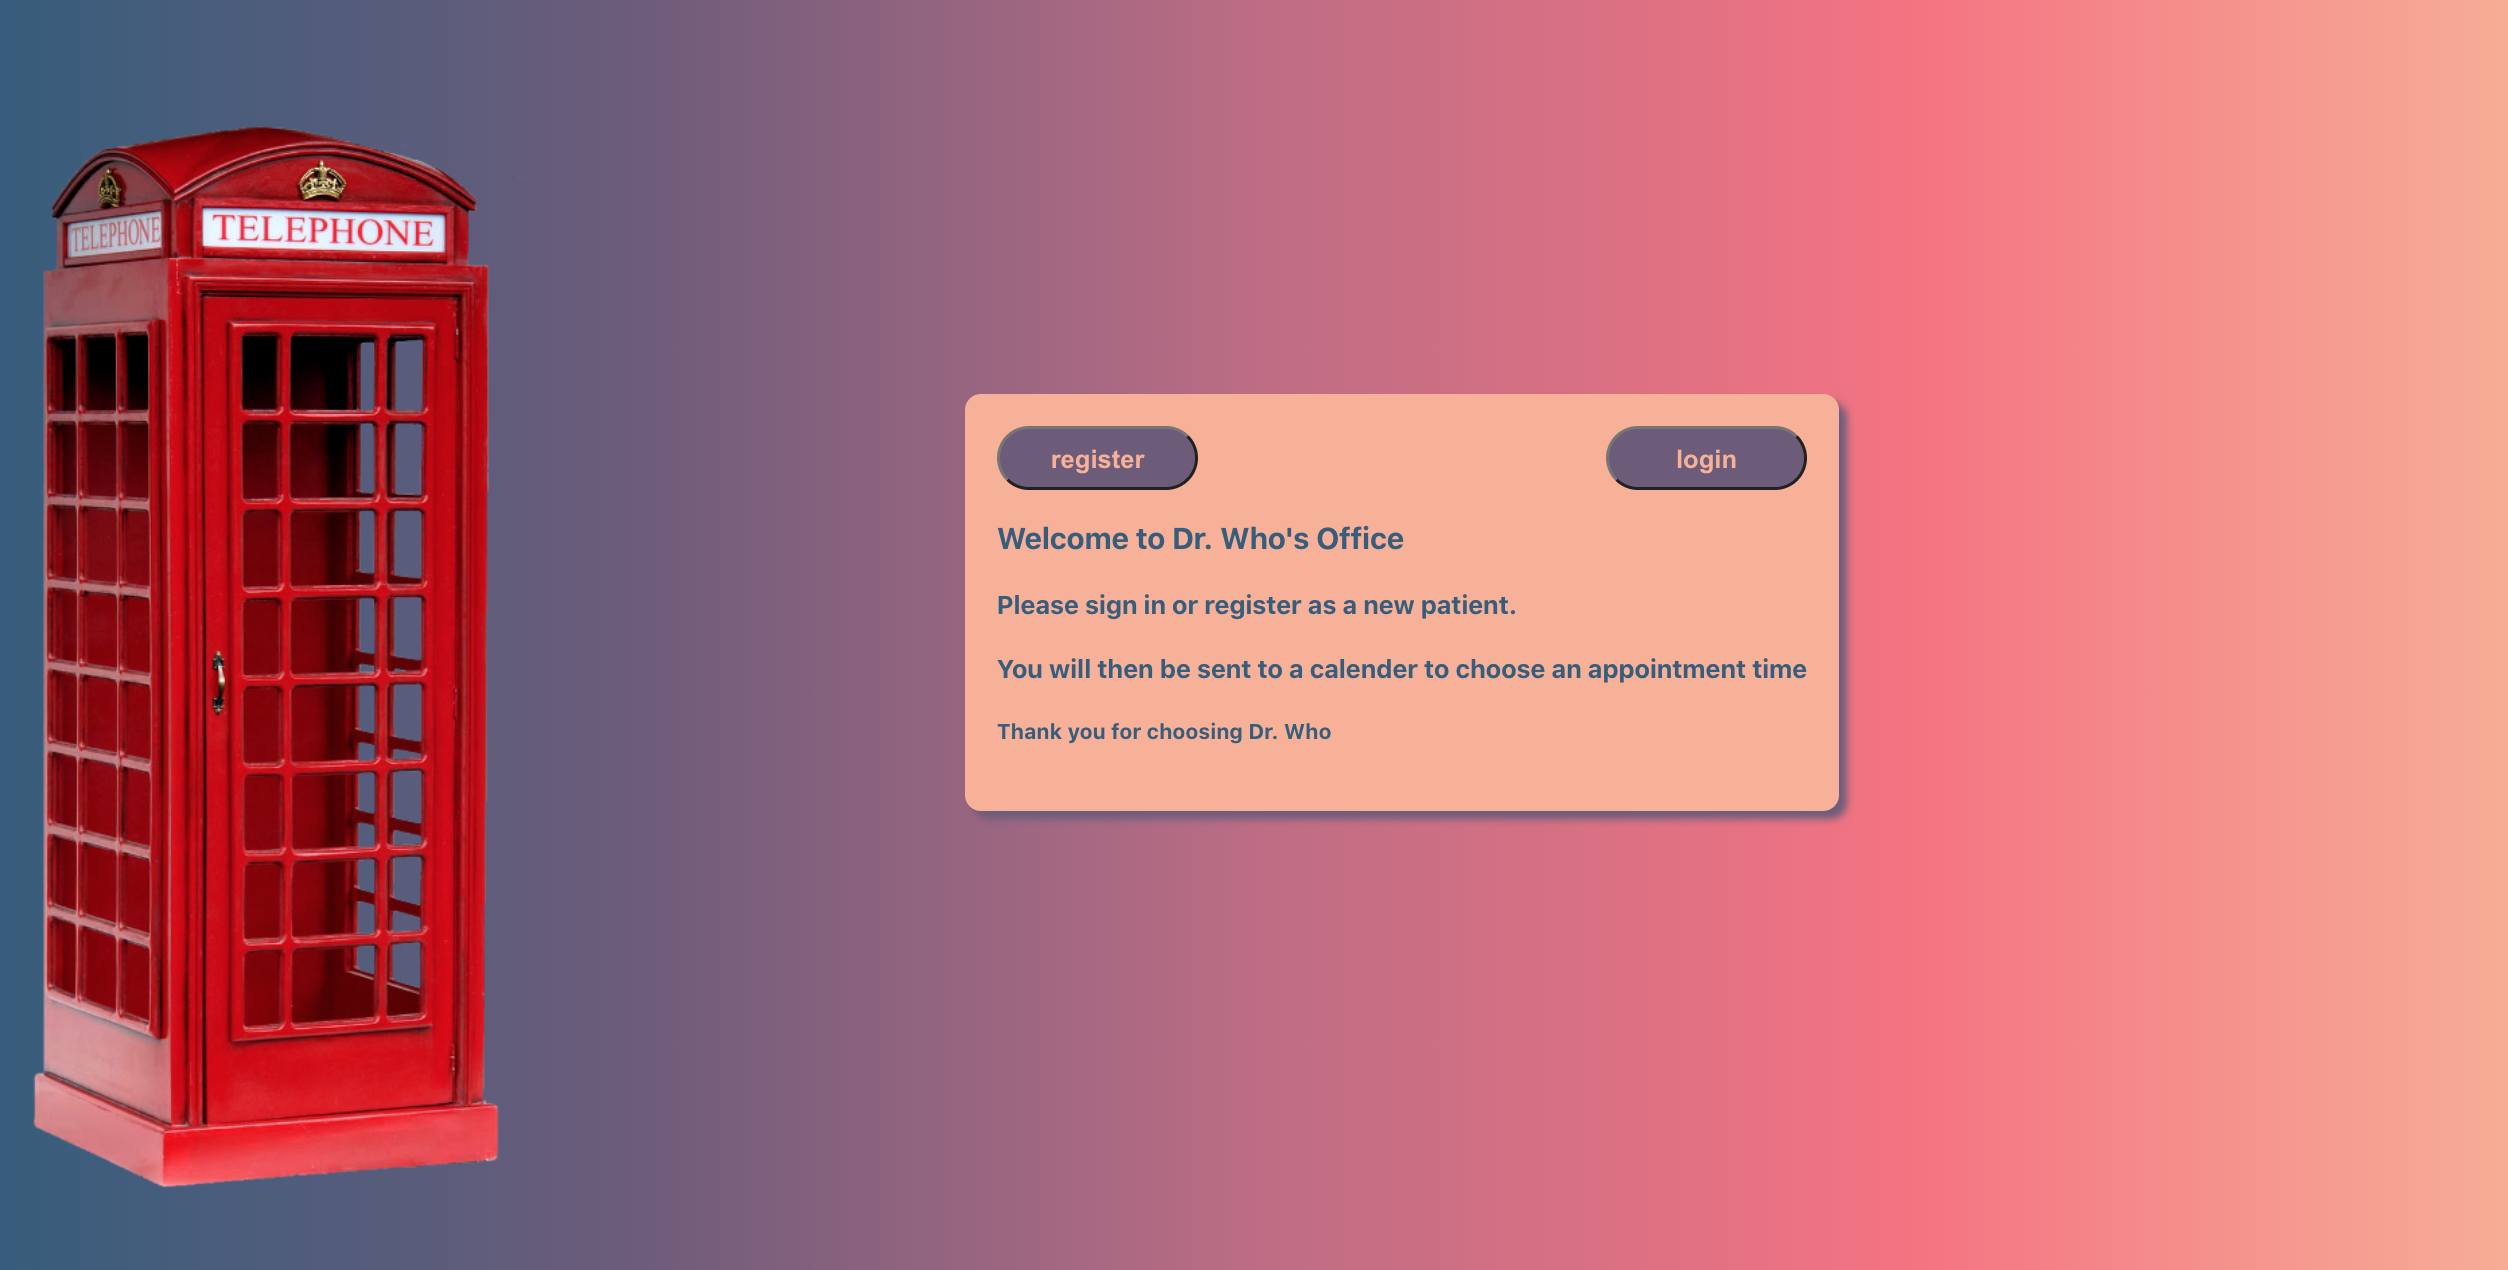 TELEPHONE
TELEPHONE
register
login
Welcome to Dr. Who's Office
Please sign in or register as a new patient.
You will then be sent to a calender to choose an appointment time
Thank you for choosing Dr. Who